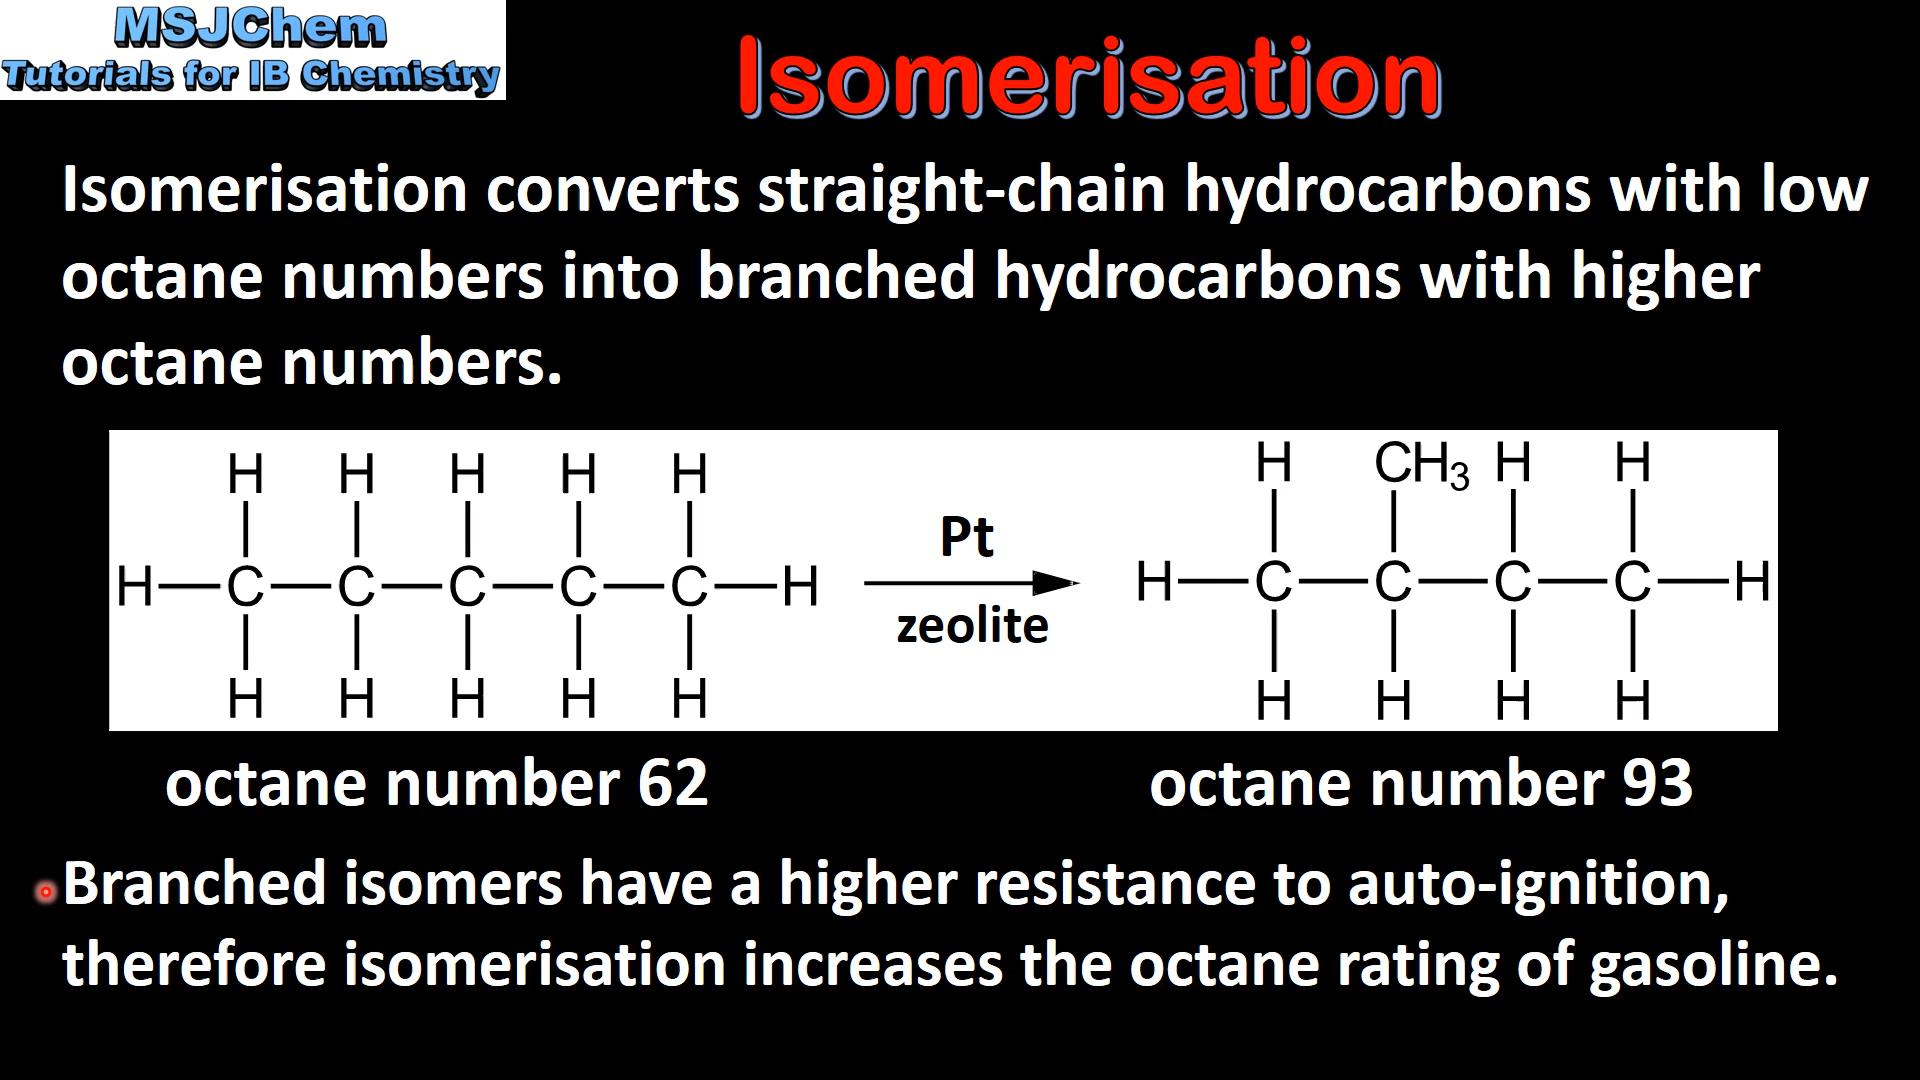 MSJChem
Tutorials for IB Chemistry
Isomerisation
Isomerisation converts straight-chain hydrocarbons with low
octane numbers into branched hydrocarbons with higher
octane numbers.
H H H H H
H C C C C C H
H H H H H
Pt
zeolite
H CH3 H H
H C C C C H
H H H H
octane number 62
octane number 93
Branched isomers have a higher resistance to auto-ignition,
therefore isomerisation increases the octane rating of gasoline.